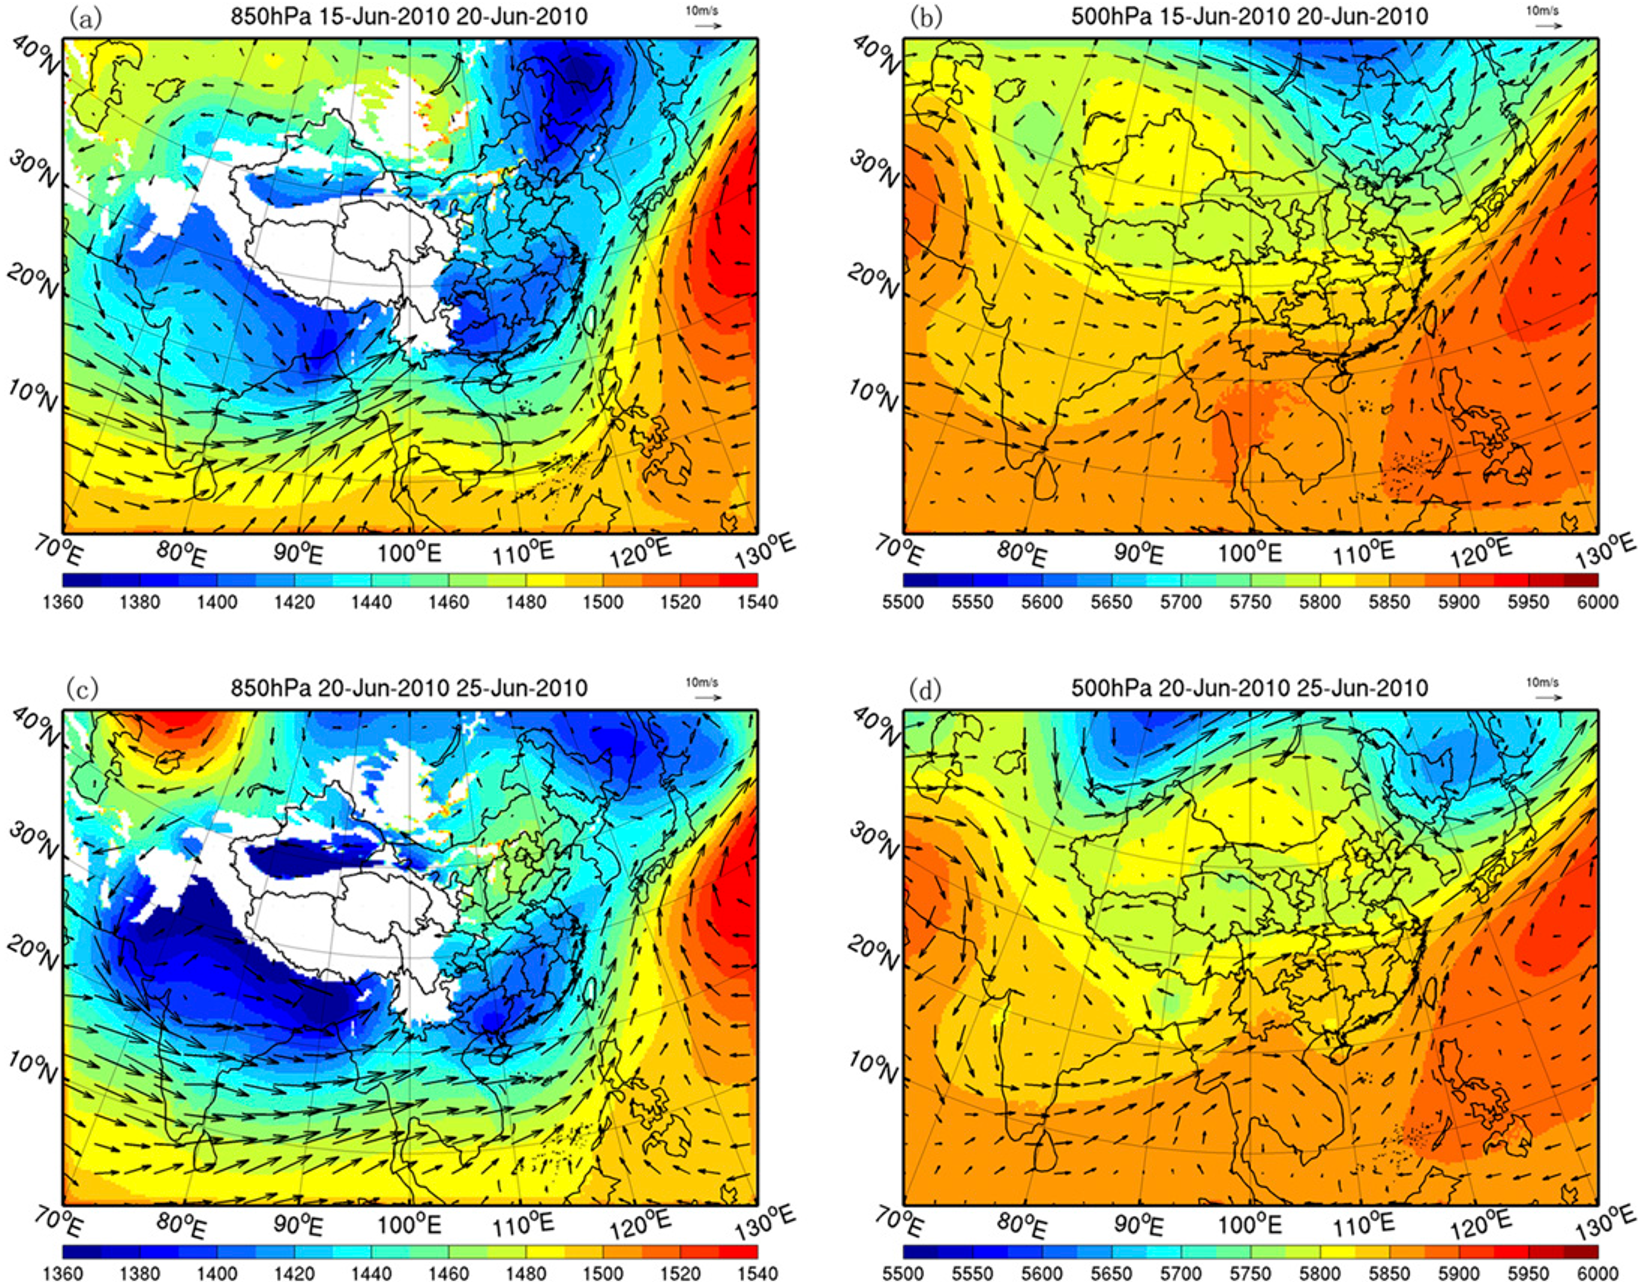 (a) 850hPa 15-Jun-2010 20-Jun-2010 10m/s
40°N
30°N
20°N
10°N
70°E 80°E 90°E 100°E 110°E 120°E 130°E
1360 1380 1400 1420 1440 1460 1480 1500 1520 1540
(b) 500hPa 15-Jun-2010 20-Jun-2010 10m/s
40°N
30°N
20°N
10°N
70°E 80°E 90°E 100°E 110°E 120°E 130°E
5500 5550 5600 5650 5700 5750 5800 5850 5900 5950 6000
(c) 850hPa 20-Jun-2010 25-Jun-2010 10m/s
40°N
30°N
20°N
10°N
70°E 80°E 90°E 100°E 110°E 120°E 130°E
1360 1380 1400 1420 1440 1460 1480 1500 1520 1540
(d) 500hPa 20-Jun-2010 25-Jun-2010 10m/s
40°N
30°N
20°N
10°N
70°E 80°E 90°E 100°E 110°E 120°E 130°E
5500 5550 5600 5650 5700 5750 5800 5850 5900 5950 6000